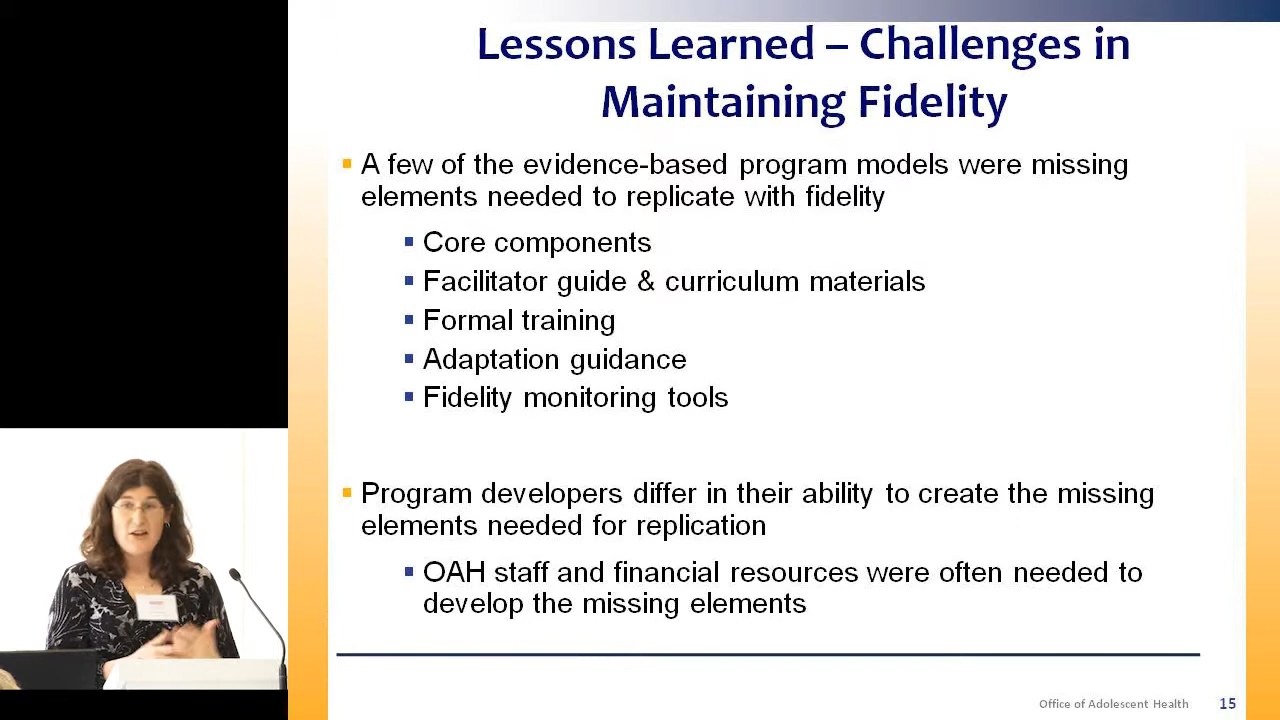 Lessons Learned – Challenges in
Maintaining Fidelity
▪ A few of the evidence-based program models were missing
elements needed to replicate with fidelity
▪ Core components
▪ Facilitator guide & curriculum materials
▪ Formal training
▪ Adaptation guidance
▪ Fidelity monitoring tools
▪ Program developers differ in their ability to create the missing
elements needed for replication
▪ OAH staff and financial resources were often needed to
develop the missing elements
Office of Adolescent Health 15